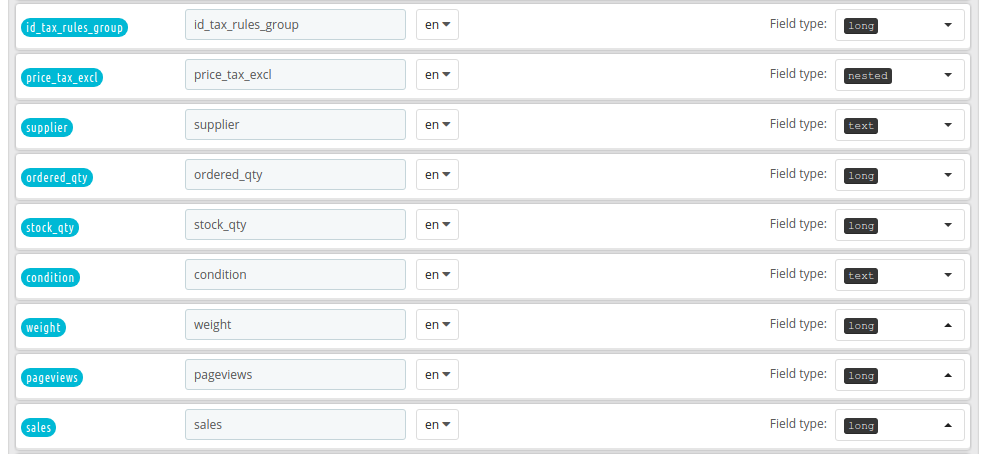 id_tax_rules_group id_tax_rules_group en Field type: long
price_tax_excl price_tax_excl en Field type: nested
supplier supplier en Field type: text
ordered_qty ordered_qty en Field type: long
stock_qty stock_qty en Field type: long
condition condition en Field type: text
weight weight en Field type: long
pageviews pageviews en Field type: long
sales sales en Field type: long